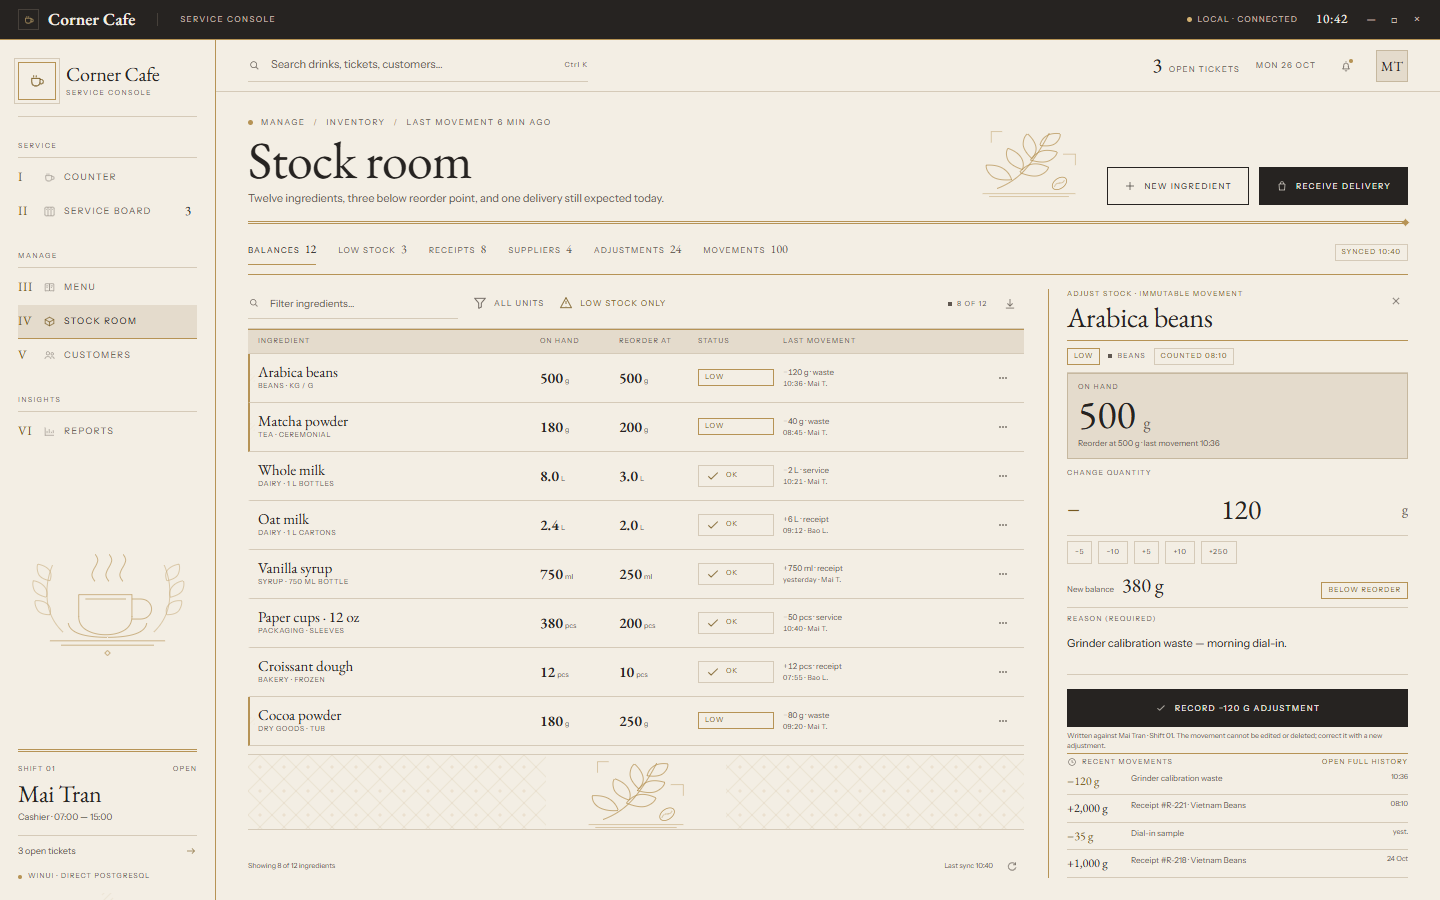 Corner Cafe
SERVICE CONSOLE
LOCAL · CONNECTED
10:42
Corner Cafe
SERVICE CONSOLE
Search drinks, tickets, customers...
Ctrl K
3 OPEN TICKETS
MON 26 OCT
MT
SERVICE
I COUNTER
II SERVICE BOARD 3
MANAGE
III MENU
IV STOCK ROOM
V CUSTOMERS
INSIGHTS
VI REPORTS
SHIFT 01 OPEN
Mai Tran
Cashier · 07:00 — 15:00
3 open tickets
WINUI · DIRECT POSTGRESQL
MANAGE / INVENTORY / LAST MOVEMENT 6 MIN AGO
Stock room
Twelve ingredients, three below reorder point, and one delivery still expected today.
NEW INGREDIENT
RECEIVE DELIVERY
BALANCES 12 LOW STOCK 3 RECEIPTS 8 SUPPLIERS 4 ADJUSTMENTS 24 MOVEMENTS 100
SYNCED 10:40
Filter ingredients...
ALL UNITS
LOW STOCK ONLY
8 OF 12
INGREDIENT ON HAND REORDER AT STATUS LAST MOVEMENT
Arabica beans 500 g 500 g LOW -120 g · waste
BEANS · KG / G 10:36 · Mai T.
Matcha powder 180 g 200 g LOW -40 g · waste
TEA · CEREMONIAL 08:45 · Mai T.
Whole milk 8.0 L 3.0 L OK -2 L · service
DAIRY · 1 L BOTTLES 10:21 · Mai T.
Oat milk 2.4 L 2.0 L OK +6 L · receipt
DAIRY · 1 L CARTONS 09:12 · Bao L.
Vanilla syrup 750 ml 250 ml OK +750 ml · receipt
SYRUP · 750 ML BOTTLE yesterday · Mai T.
Paper cups · 12 oz 380 pcs 200 pcs OK -50 pcs · service
PACKAGING · SLEEVES 10:40 · Mai T.
Croissant dough 12 pcs 10 pcs OK +12 pcs · receipt
BAKERY · FROZEN 07:55 · Bao L.
Cocoa powder 180 g 250 g LOW -80 g · waste
DRY GOODS · TUB 09:20 · Mai T.
Showing 8 of 12 ingredients
Last sync 10:40
ADJUST STOCK · IMMUTABLE MOVEMENT
Arabica beans
LOW BEANS COUNTED 08:10
ON HAND
500 g
Reorder at 500 g · last movement 10:36
CHANGE QUANTITY
− 120 g
−5 −10 +5 +10 +250
New balance 380 g BELOW REORDER
REASON (REQUIRED)
Grinder calibration waste — morning dial-in.
RECORD −120 G ADJUSTMENT
Written against Mai Tran · Shift 01. The movement cannot be edited or deleted; correct it with a new
adjustment.
RECENT MOVEMENTS OPEN FULL HISTORY
−120 g Grinder calibration waste 10:36
+2,000 g Receipt #R-221 · Vietnam Beans 08:10
−35 g Dial-in sample yest.
+1,000 g Receipt #R-218 · Vietnam Beans 24 Oct